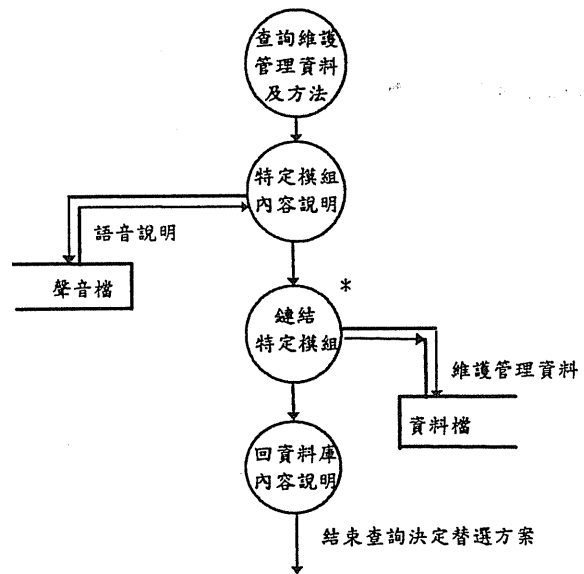 查詢維護
管理資料
及方法
特定模組
內容說明
語音說明
聲音檔
*
鏈結
特定模組
維護管理資料
資料檔
回資料庫
內容說明
結束查詢決定替選方案